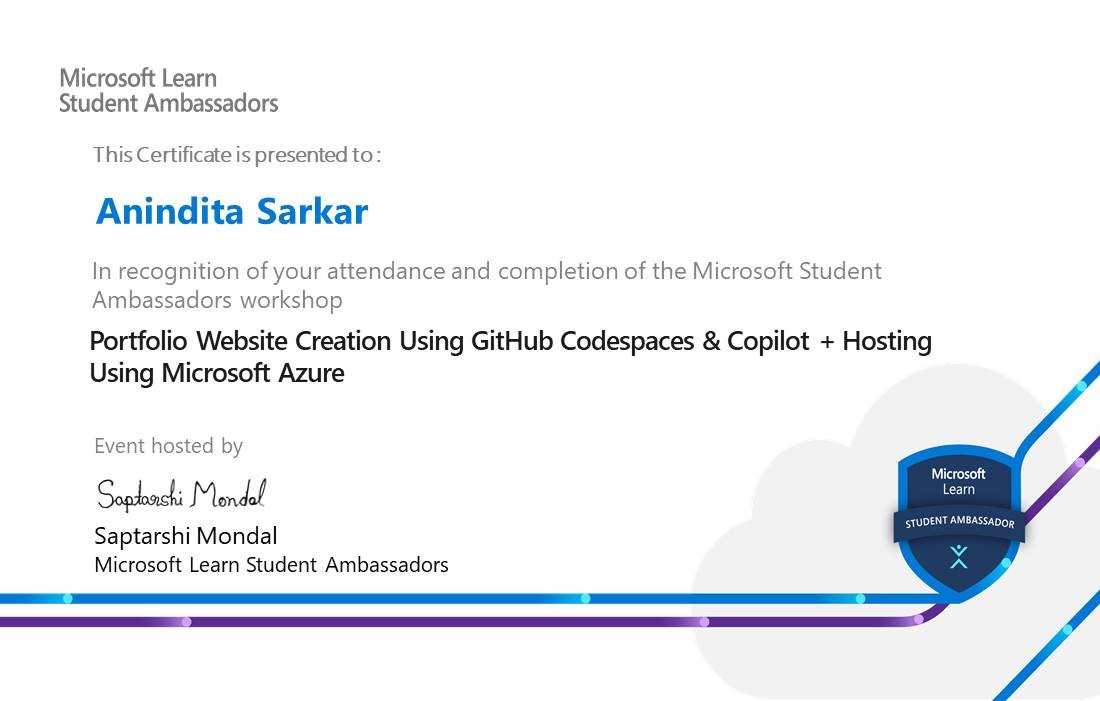 Microsoft Learn
Student Ambassadors
This Certificate is presented to :
Anindita Sarkar
In recognition of your attendance and completion of the Microsoft Student
Ambassadors workshop
Portfolio Website Creation Using GitHub Codespaces & Copilot + Hosting
Using Microsoft Azure
Event hosted by
Saptarshi Mondal
Saptarshi Mondal
Microsoft Learn Student Ambassadors
Microsoft
Learn
STUDENT AMBASSADOR